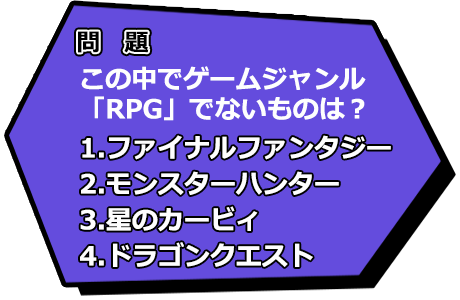 問 題
この中でゲームジャンル
「RPG」でないものは？
1.ファイナルファンタジー
2.モンスターハンター
3.星のカービィ
4.ドラゴンクエスト